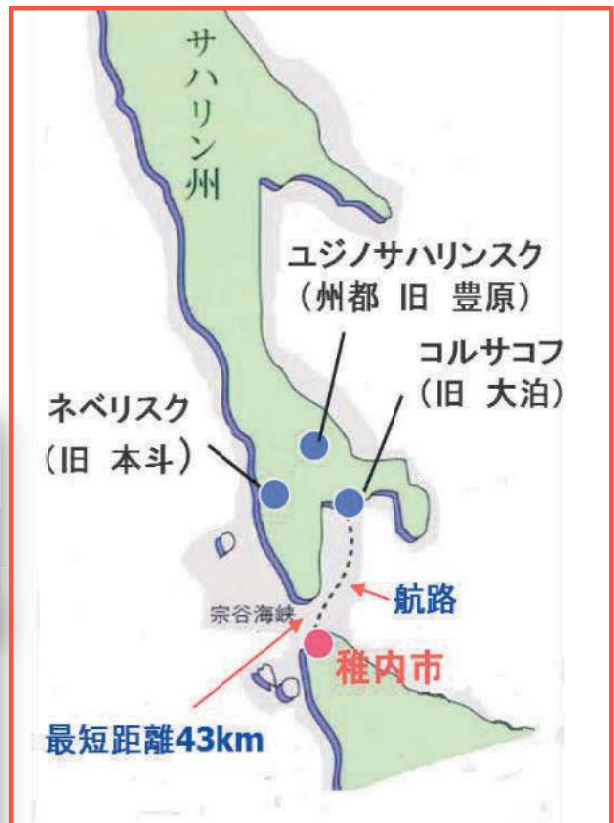 サハリン州
ユジノサハリンスク
(州都 旧 豊原)
コルサコフ
(旧 大泊)
ネベリスク
(旧 本斗)
航路
宗谷海峡
稚内市
最短距離43km